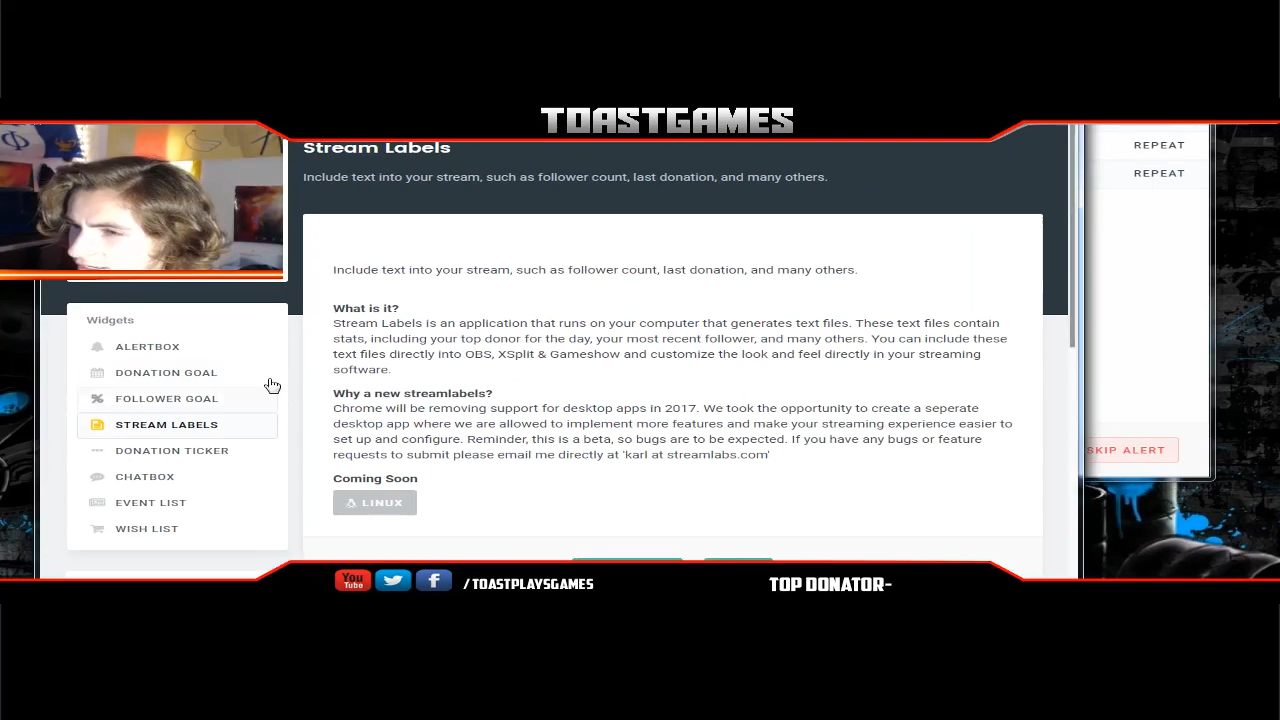 TOASTGAMES
Stream Labels
Include text into your stream, such as follower count, last donation, and many others.
REPEAT
REPEAT
Include text into your stream, such as follower count, last donation, and many others.
What is it?
Stream Labels is an application that runs on your computer that generates text files. These text files contain
stats, including your top donor for the day, your most recent follower, and many others. You can include these
text files directly into OBS, XSplit & Gameshow and customize the look and feel directly in your streaming
software.
Why a new streamlabels?
Chrome will be removing support for desktop apps in 2017. We took the opportunity to create a seperate
desktop app where we are allowed to implement more features and make your streaming experience easier to
set up and configure. Reminder, this is a beta, so bugs are to be expected. If you have any bugs or feature
requests to submit please email me directly at 'karl at streamlabs.com'
Coming Soon
LINUX
Widgets
ALERTBOX
DONATION GOAL
FOLLOWER GOAL
STREAM LABELS
DONATION TICKER
CHATBOX
EVENT LIST
WISH LIST
SKIP ALERT
You Tube
/TOASTPLAYSGAMES
TOP DONATOR-